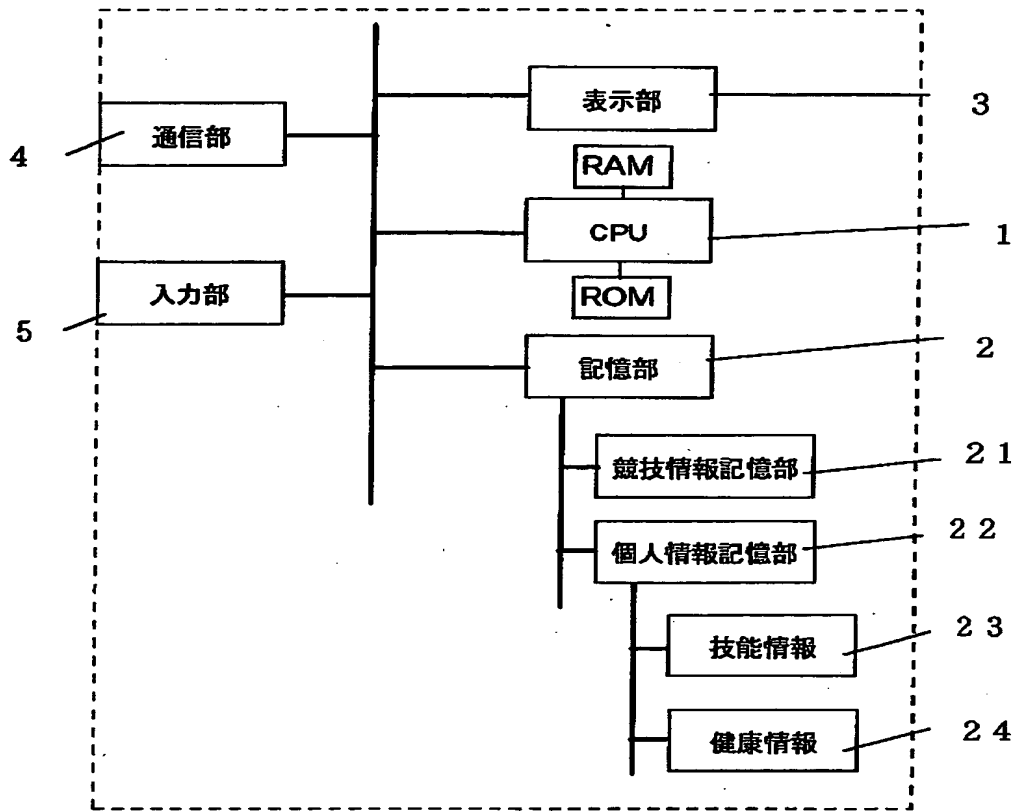 表示部
3
通信部
4
RAM
CPU
1
入力部
5
ROM
記憶部
2
競技情報記憶部
21
個人情報記憶部
22
技能情報
23
健康情報
24